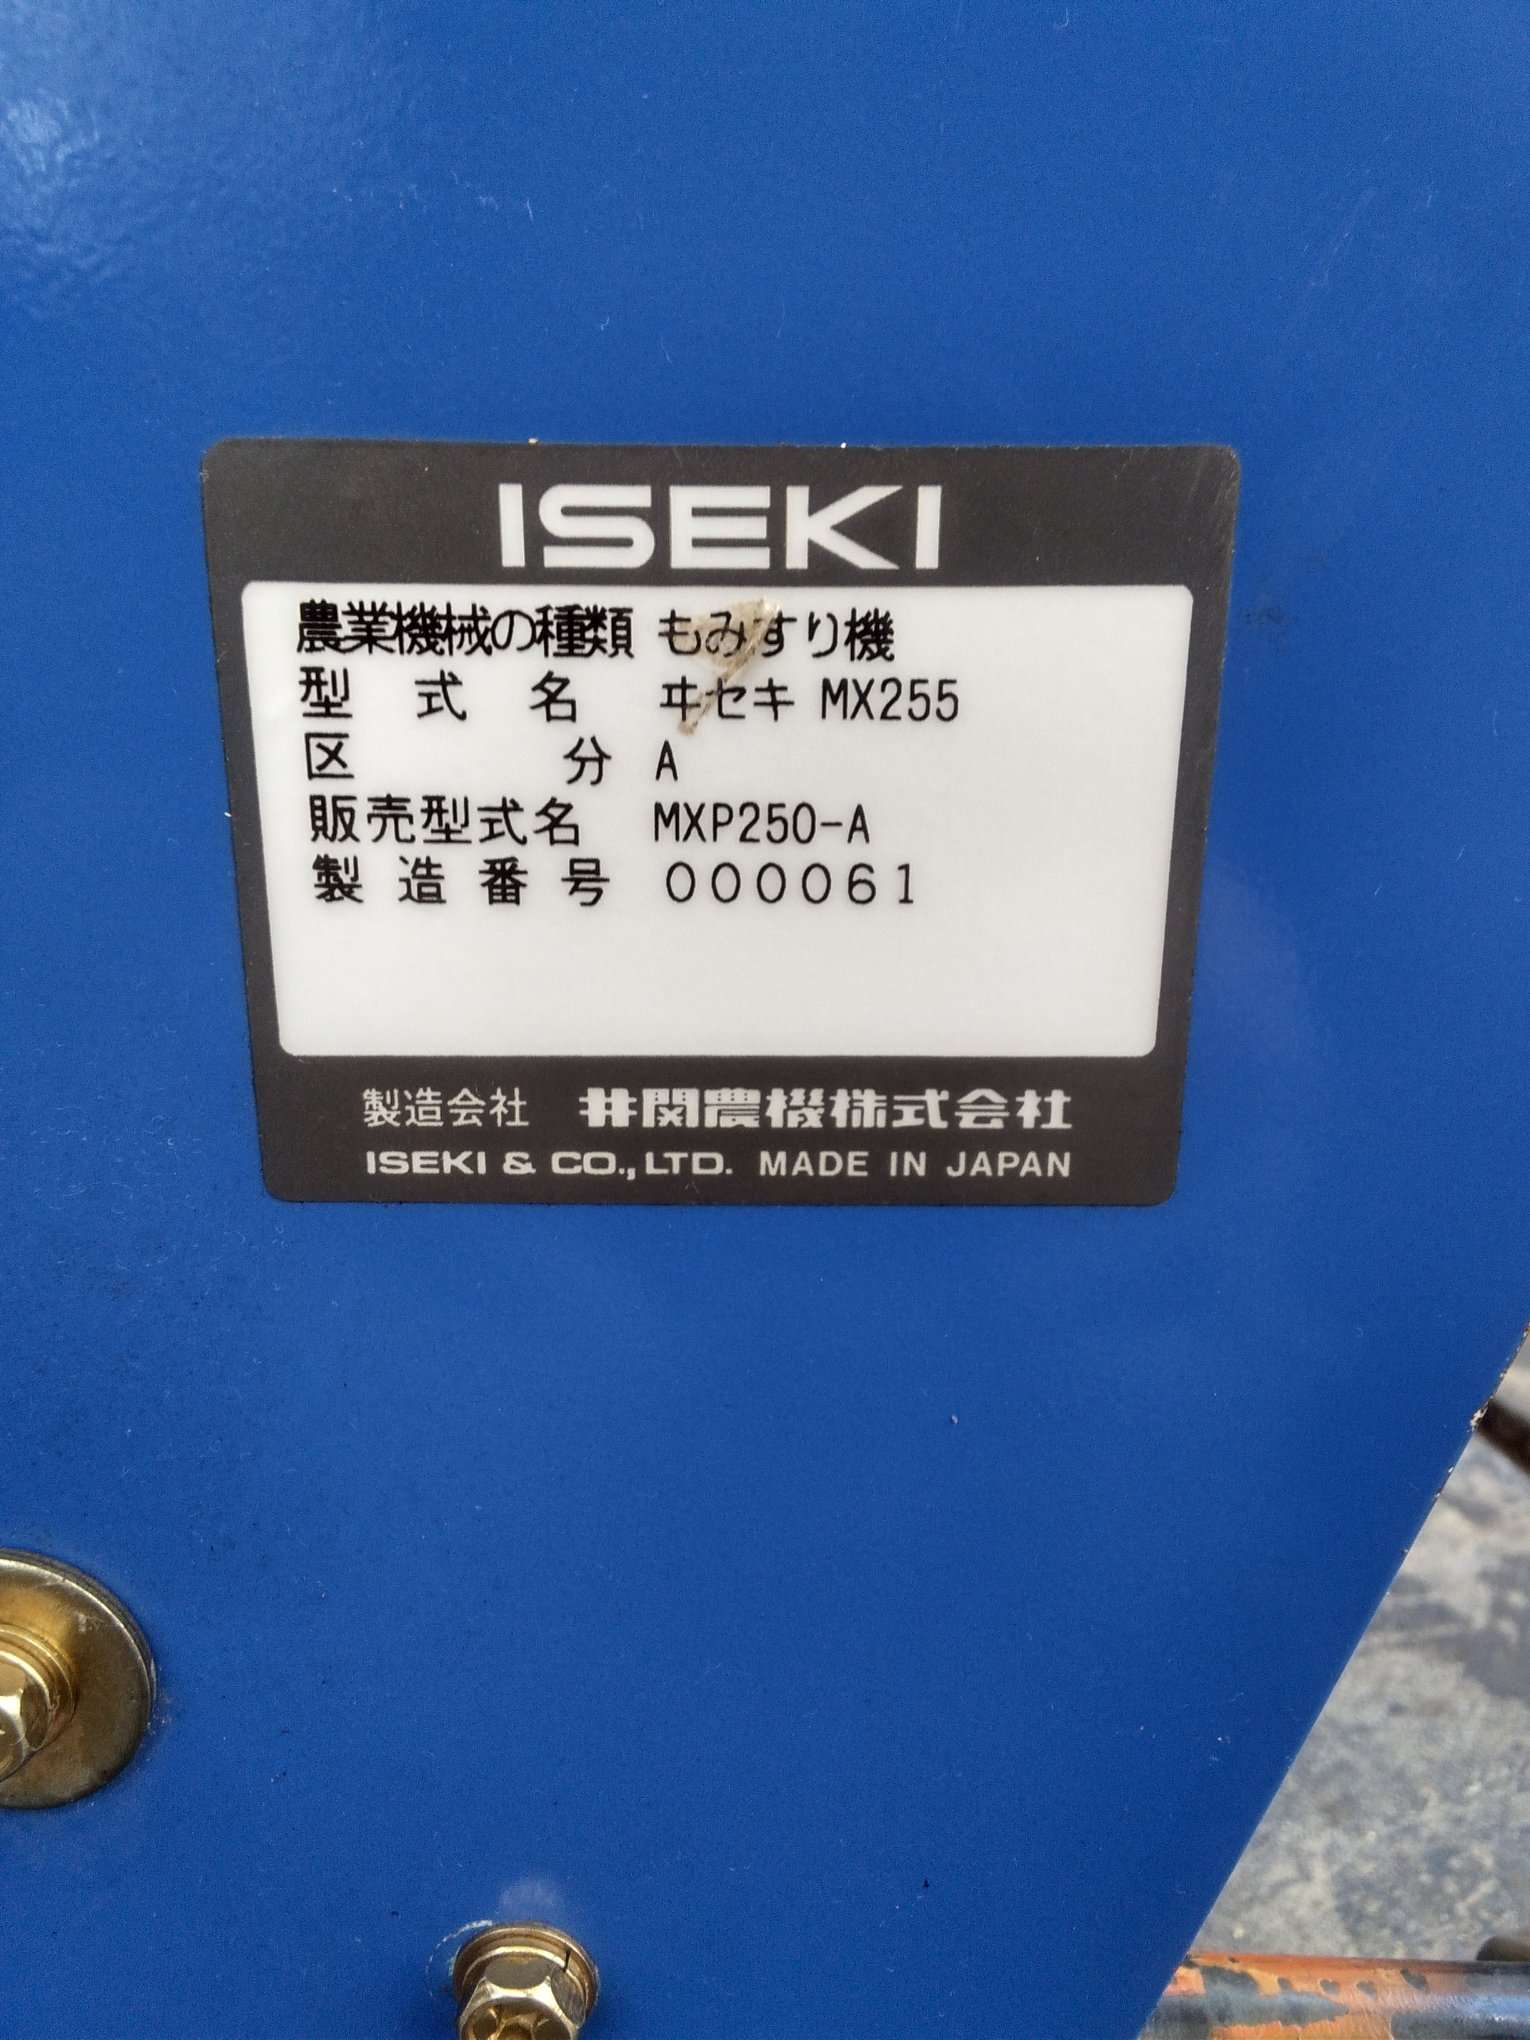 ISEKI
農業機械の種類 もみすり機
型式名 ヰセキ MX255
区分 A
販売型式名 MXP250-A
製造番号 000061
製造会社 井関農機株式会社
ISEKI & CO., LTD. MADE IN JAPAN